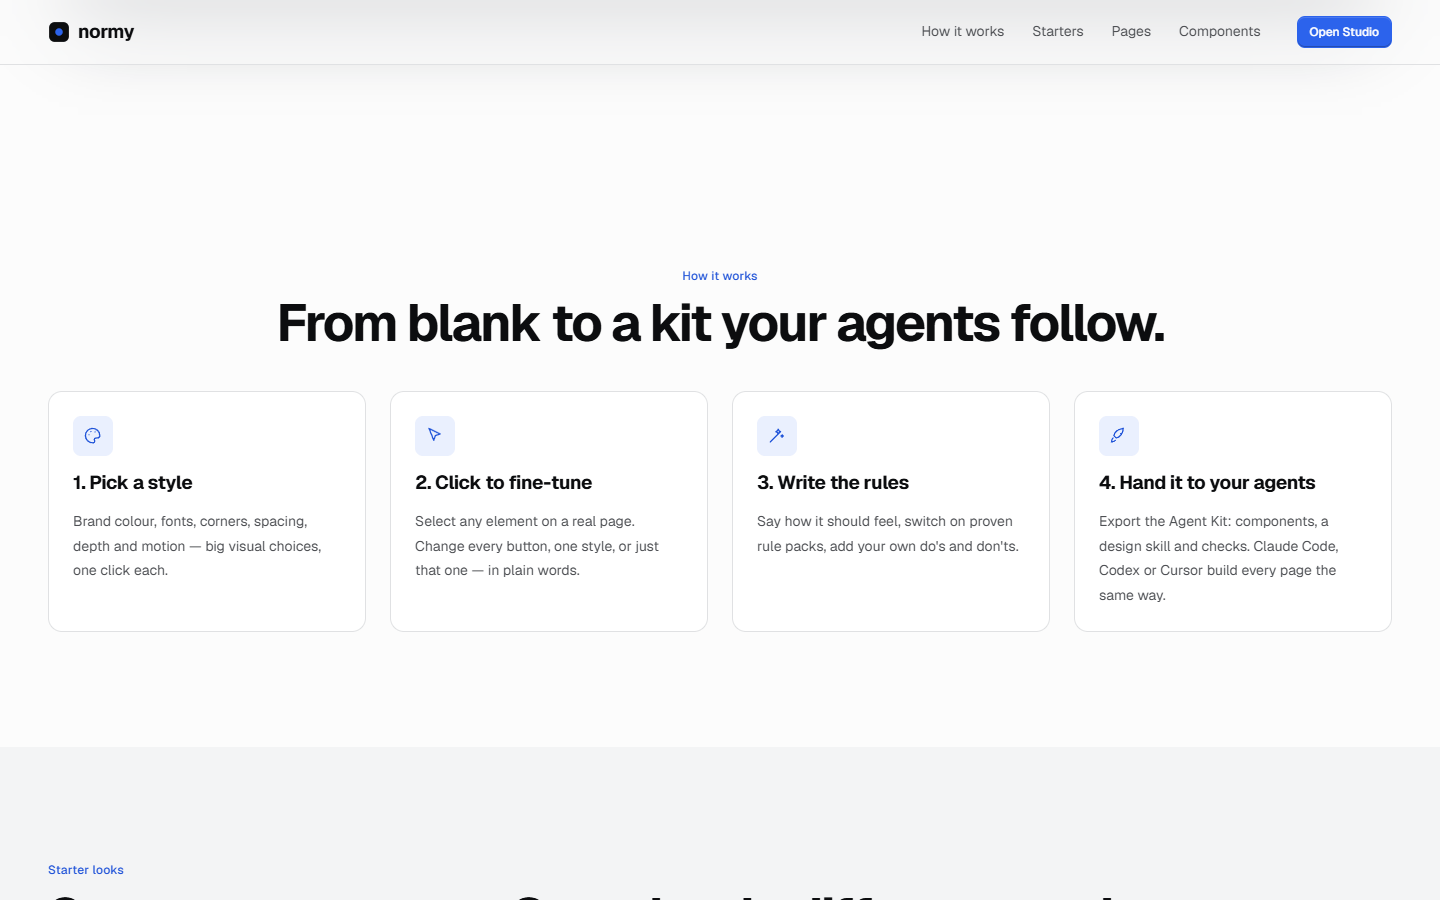 normy
How it works
Starters
Pages
Components
Open Studio
How it works
From blank to a kit your agents follow.
1. Pick a style
Brand colour, fonts, corners, spacing,
depth and motion — big visual choices,
one click each.
2. Click to fine-tune
Select any element on a real page.
Change every button, one style, or just
that one — in plain words.
3. Write the rules
Say how it should feel, switch on proven
rule packs, add your own do's and don'ts.
4. Hand it to your agents
Export the Agent Kit: components, a
design skill and checks. Claude Code,
Codex or Cursor build every page the
same way.
Starter looks